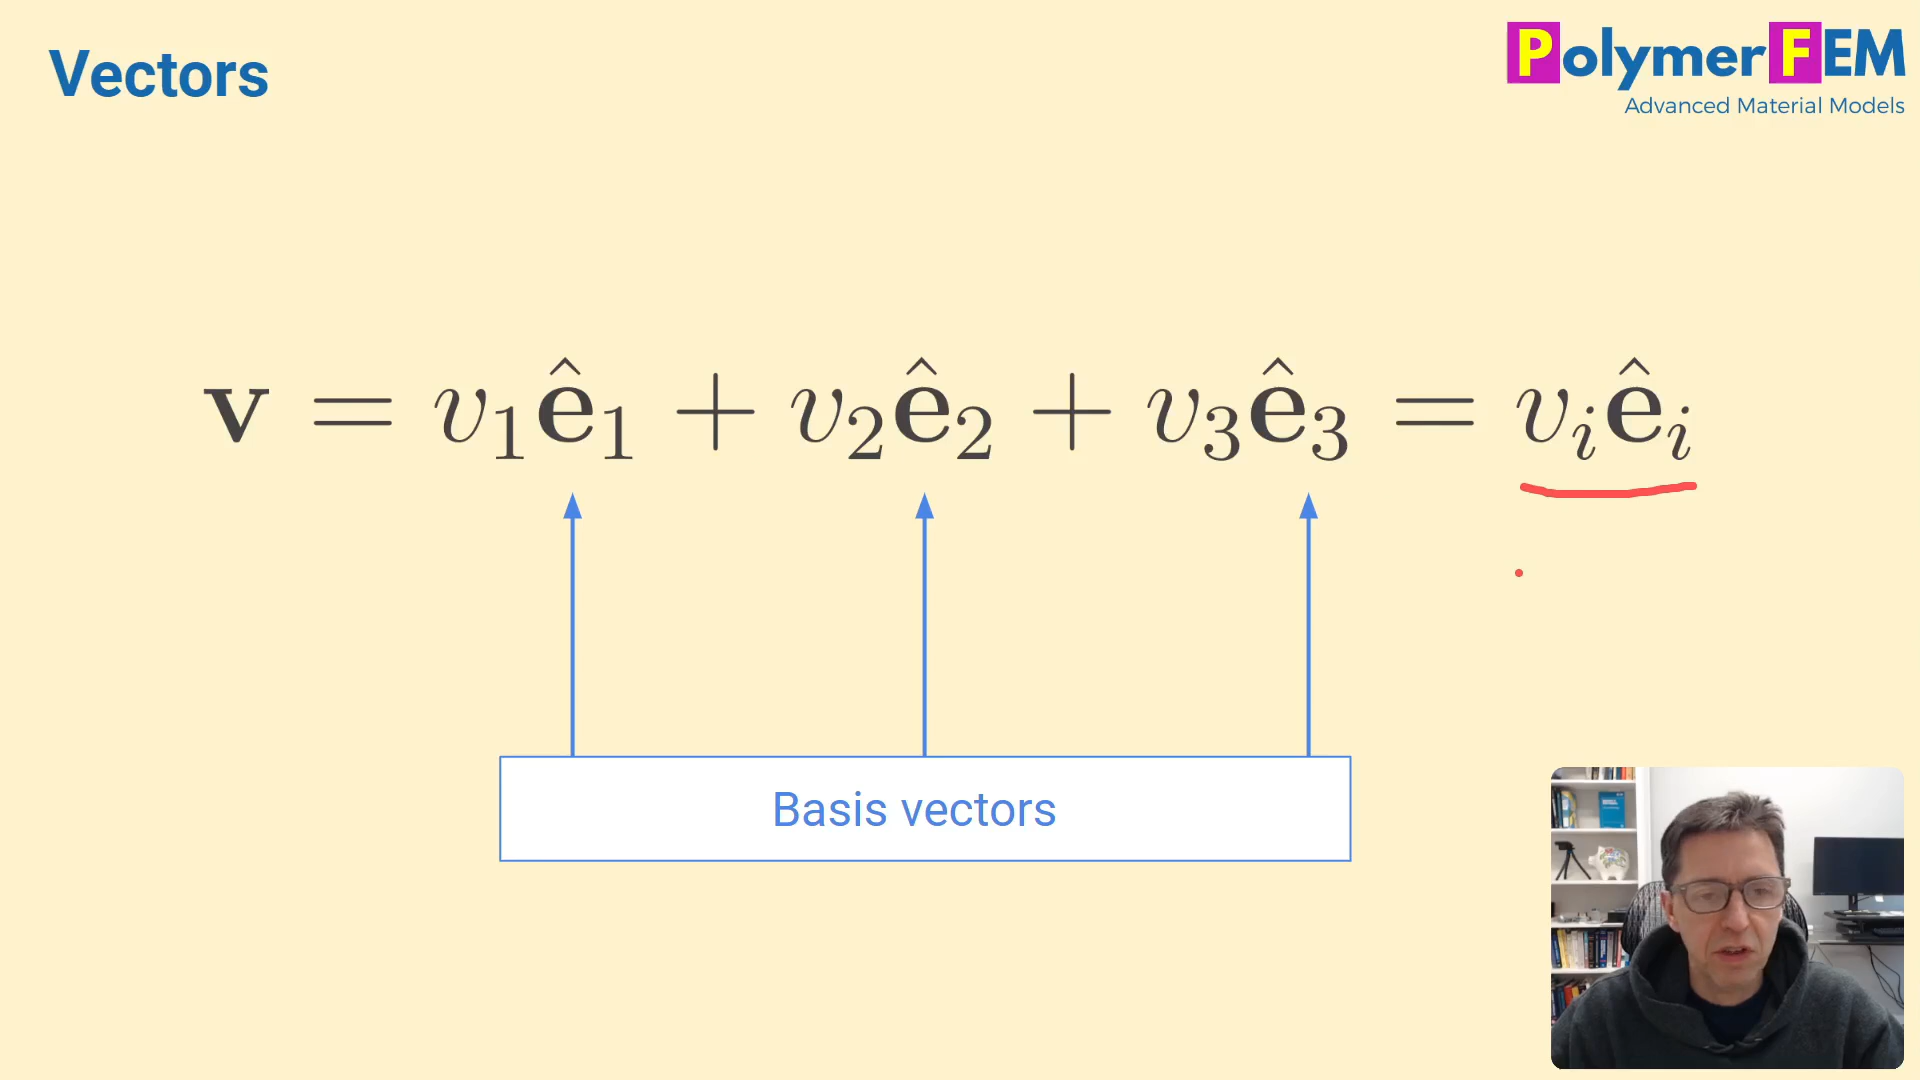 Vectors
PolymerFEM
Advanced Material Models
v = v₁ê₁ + v₂ê₂ + v₃ê₃ = vᵢêᵢ
Basis vectors